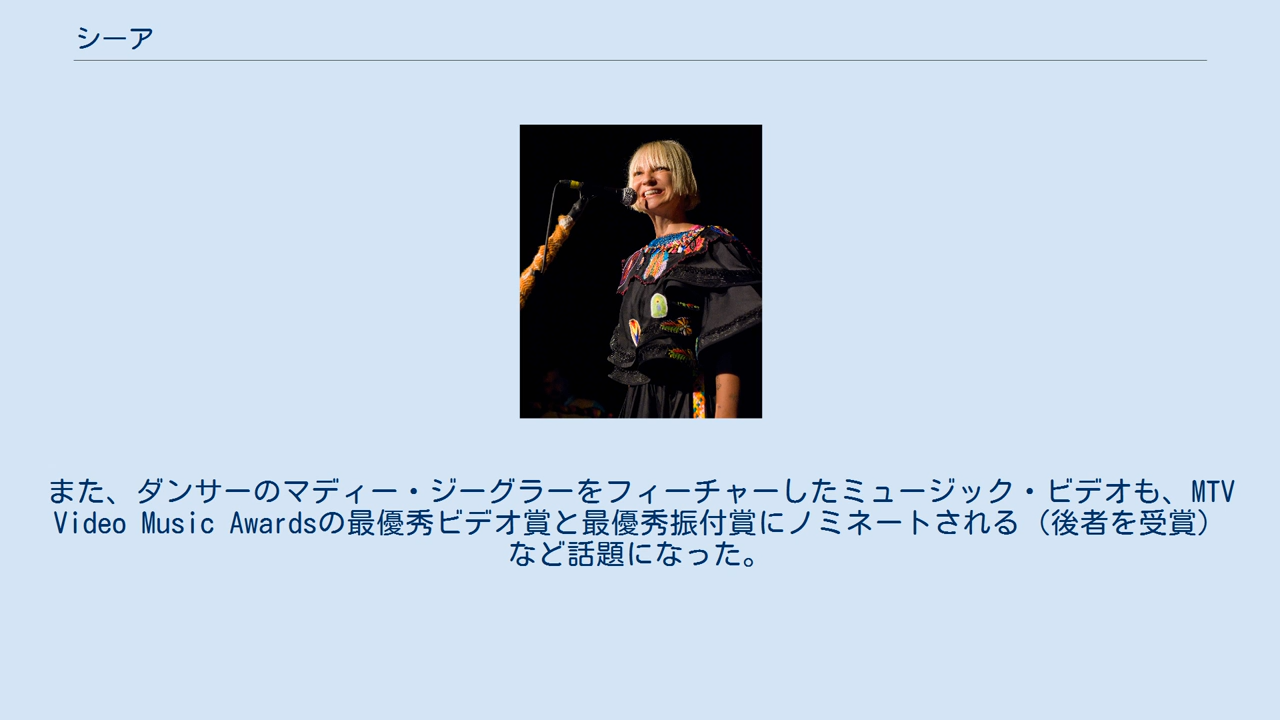 シーア
また、ダンサーのマディー・ジーグラーをフィーチャーしたミュージック・ビデオも、MTV
Video Music Awardsの最優秀ビデオ賞と最優秀振付賞にノミネートされる（後者を受賞）
など話題になった。